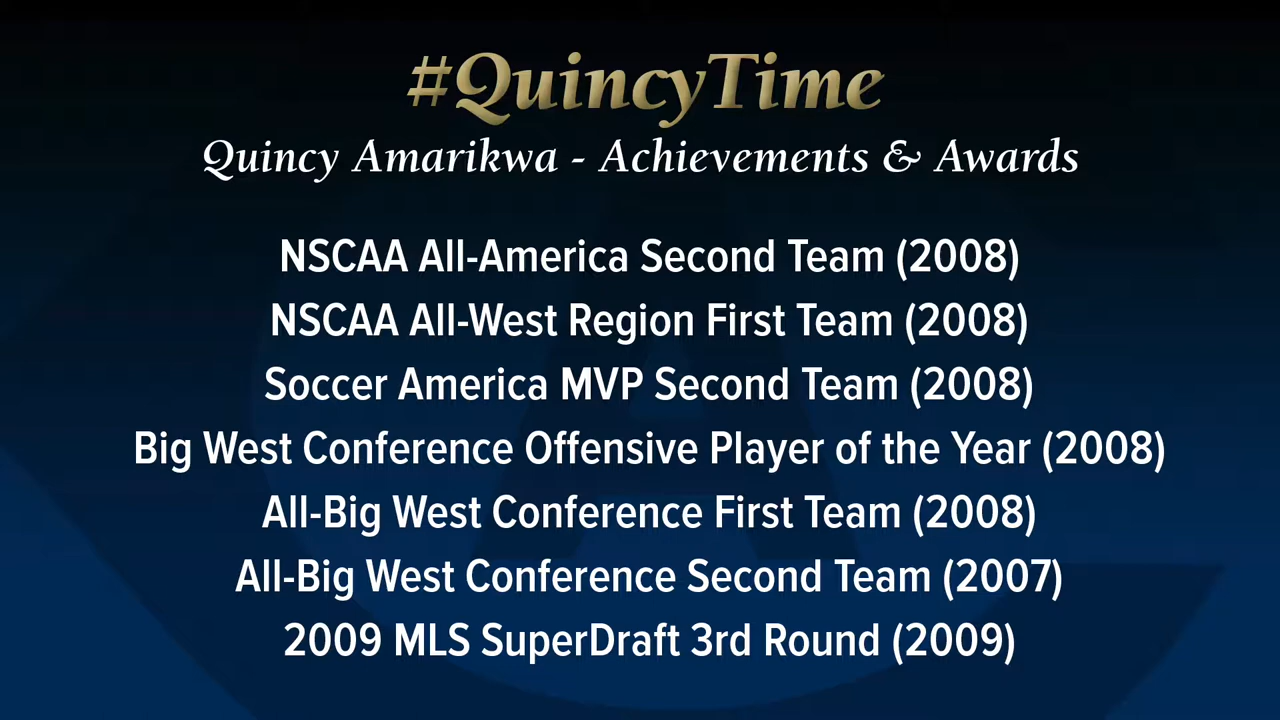 #QuincyTime
Quincy Amarikwa - Achievements & Awards
NSCAA All-America Second Team (2008)
NSCAA All-West Region First Team (2008)
Soccer America MVP Second Team (2008)
Big West Conference Offensive Player of the Year (2008)
All-Big West Conference First Team (2008)
All-Big West Conference Second Team (2007)
2009 MLS SuperDraft 3rd Round (2009)